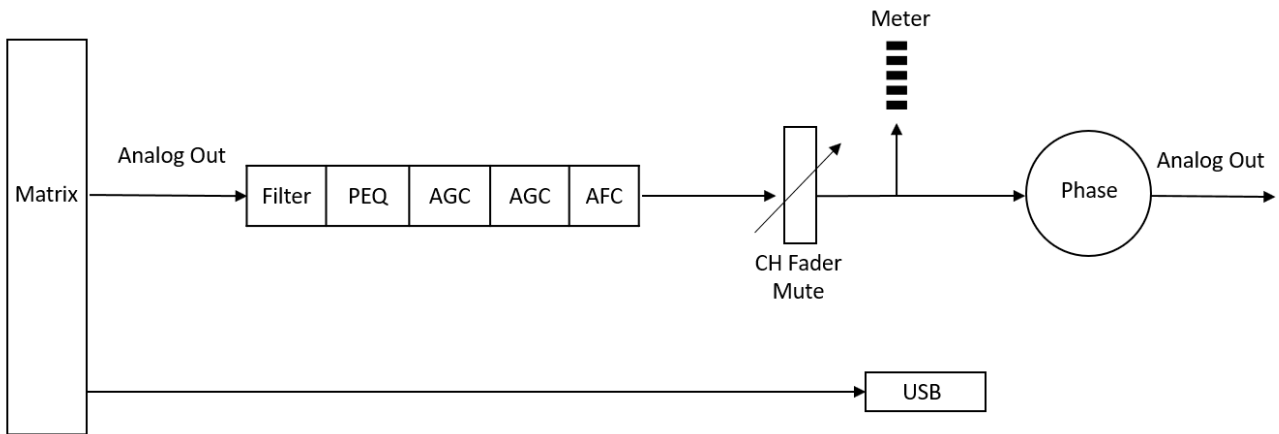 Meter
Analog Out
Analog Out
Matrix
Filter PEQ AGC AGC AFC
Phase
CH Fader
Mute
USB